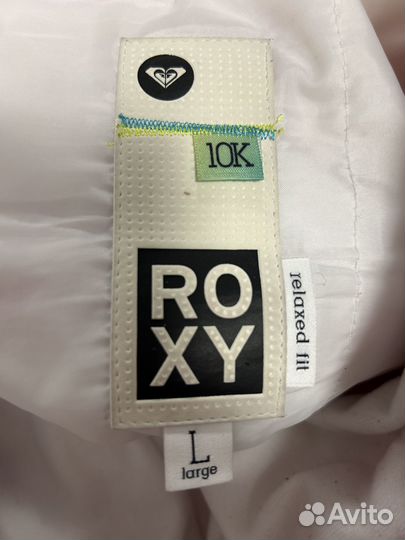 10K
RO
XY
relaxed fit
L
large
Avito